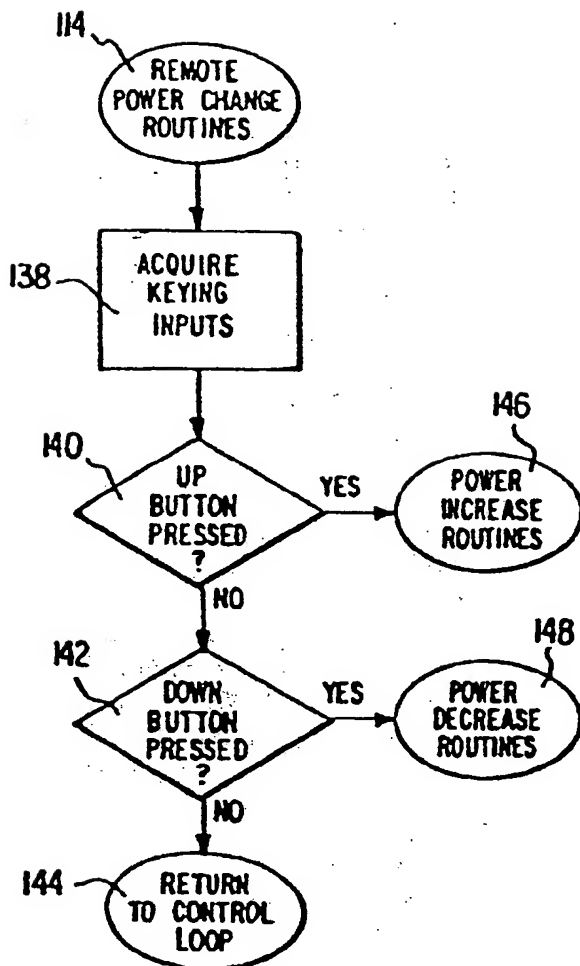 114
REMOTE
POWER CHANGE
ROUTINES
138
ACQUIRE
KEYING
INPUTS
140
UP
BUTTON
PRESSED
?
YES
146
POWER
INCREASE
ROUTINES
NO
142
DOWN
BUTTON
PRESSED
?
YES
148
POWER
DECREASE
ROUTINES
NO
144
RETURN
TO CONTROL
LOOP